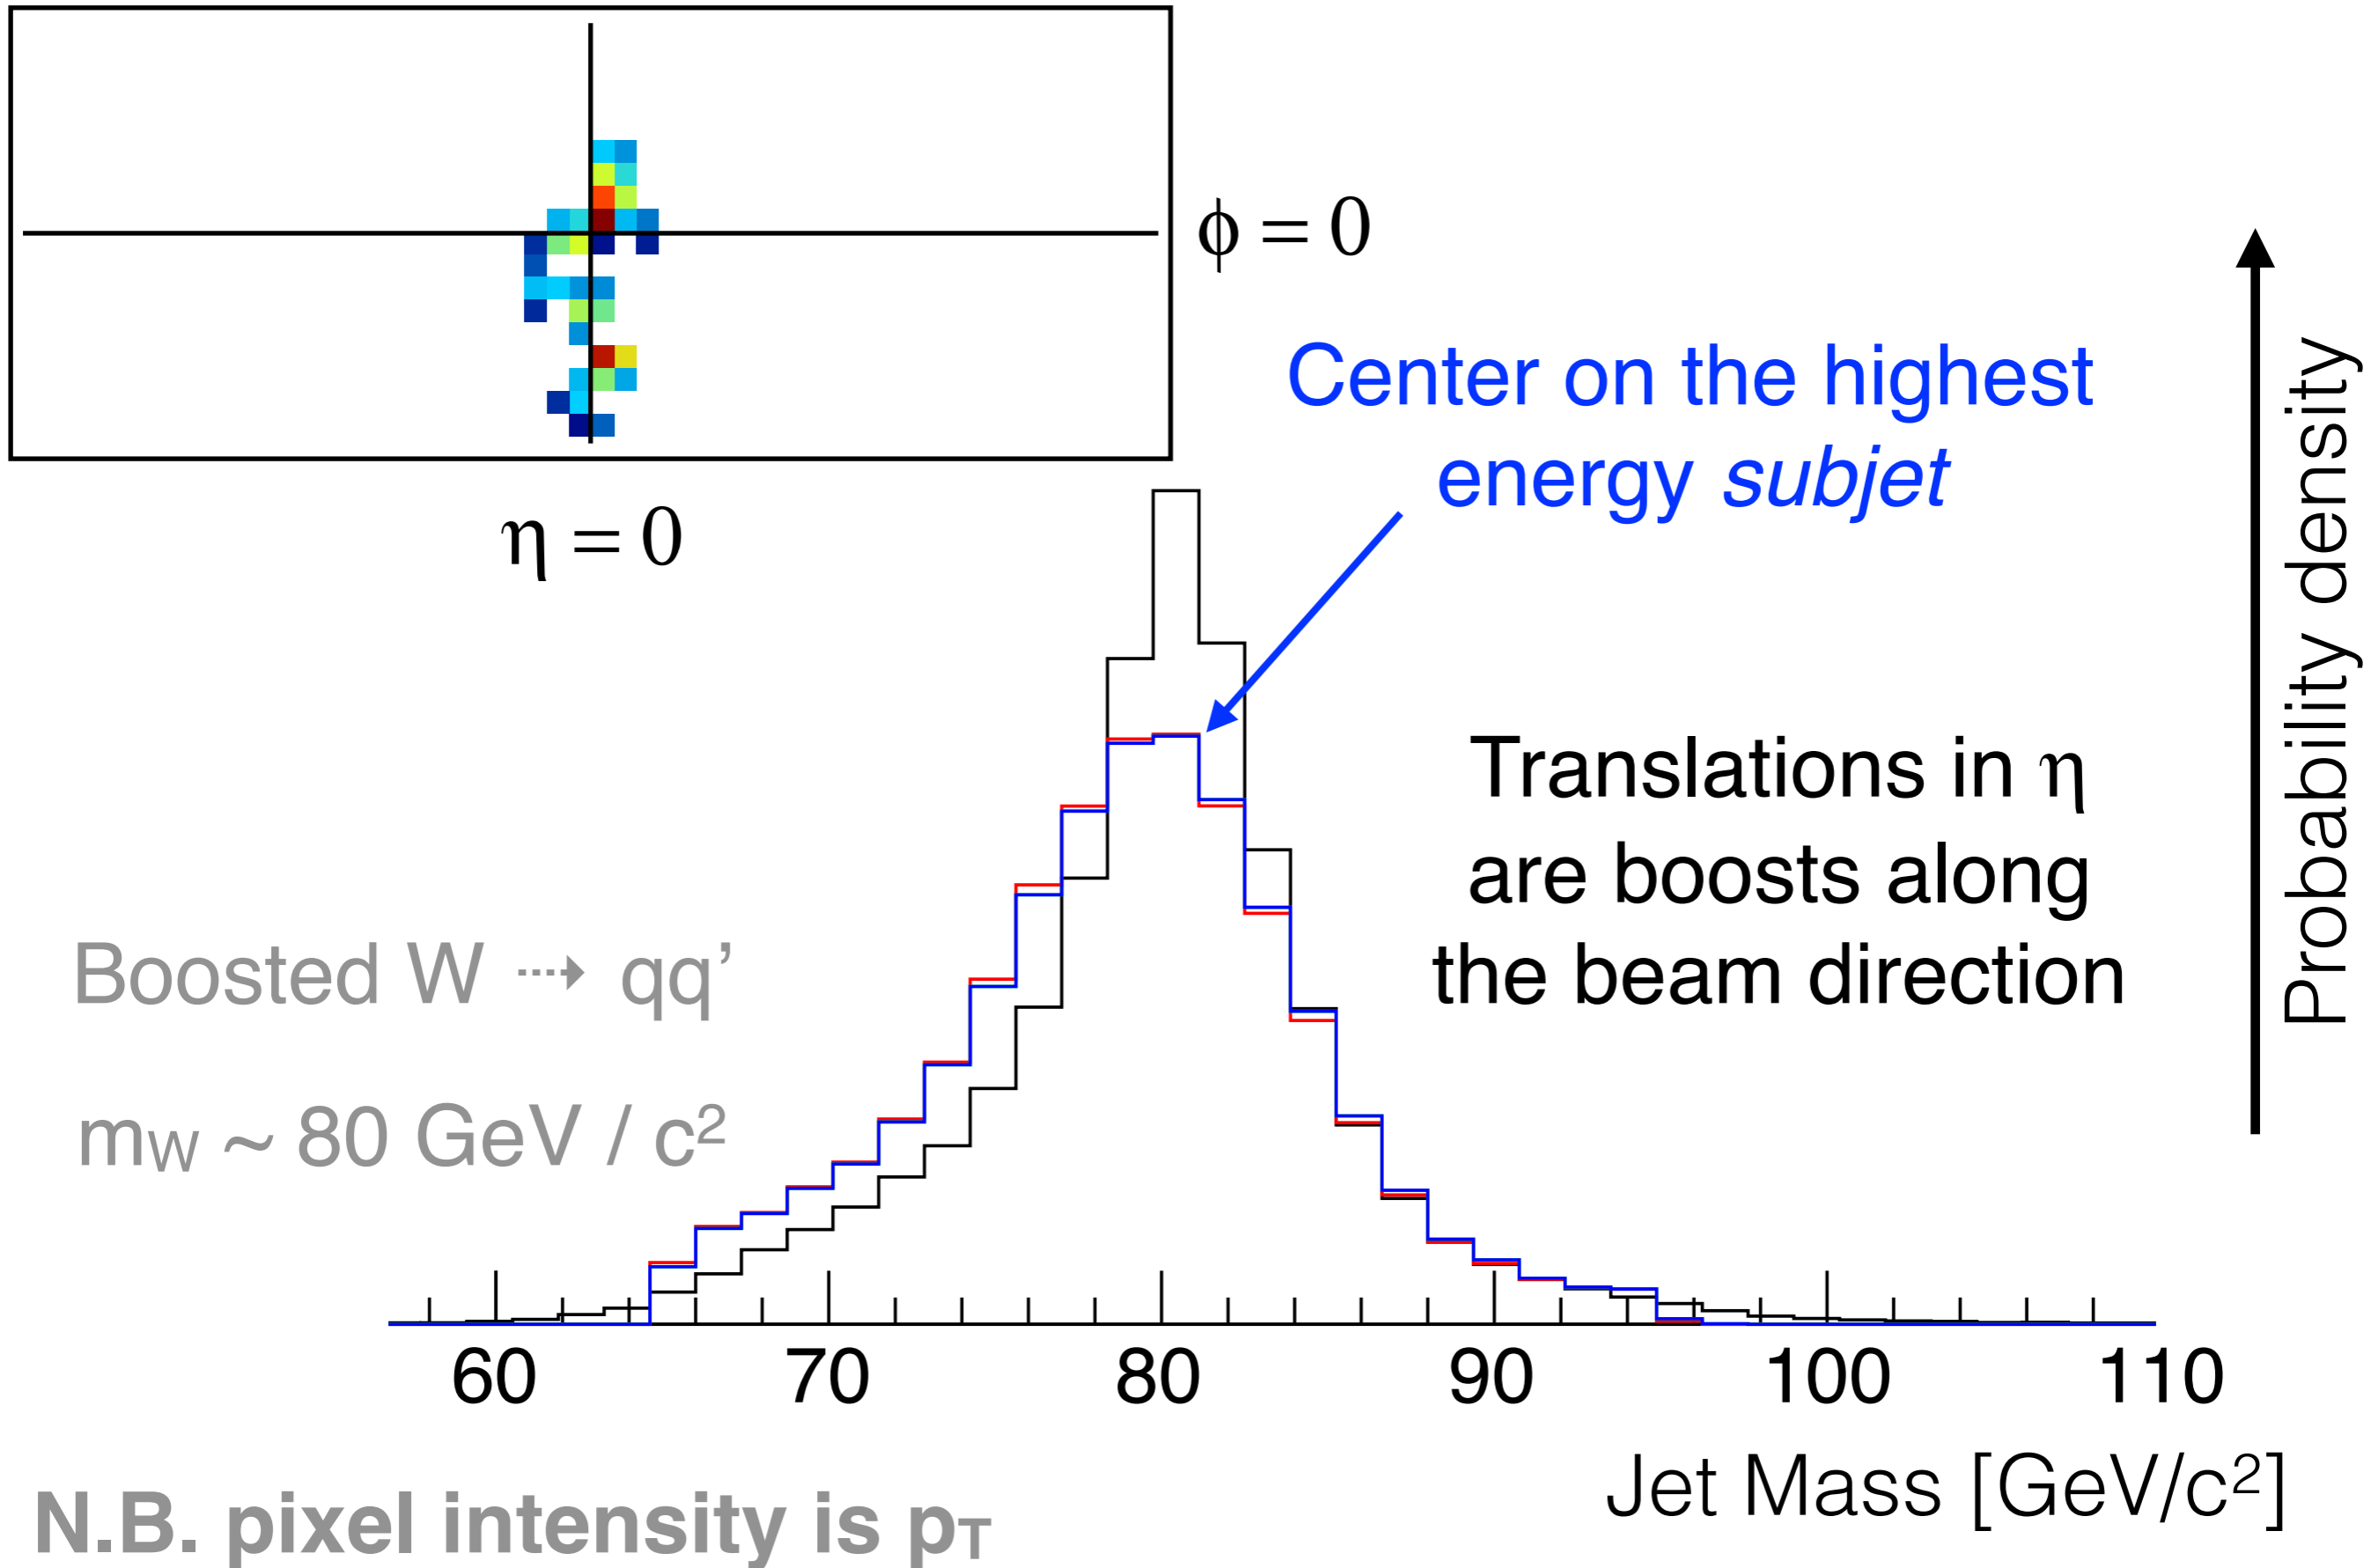 ϕ = 0
η = 0
Center on the highest
energy subjet
Translations in η
are boosts along
the beam direction
Probability density
Boosted W ⇢ qq’
mW ~ 80 GeV / c2
60 70 80 90 100 110
Jet Mass [GeV/c2]
N.B. pixel intensity is pT